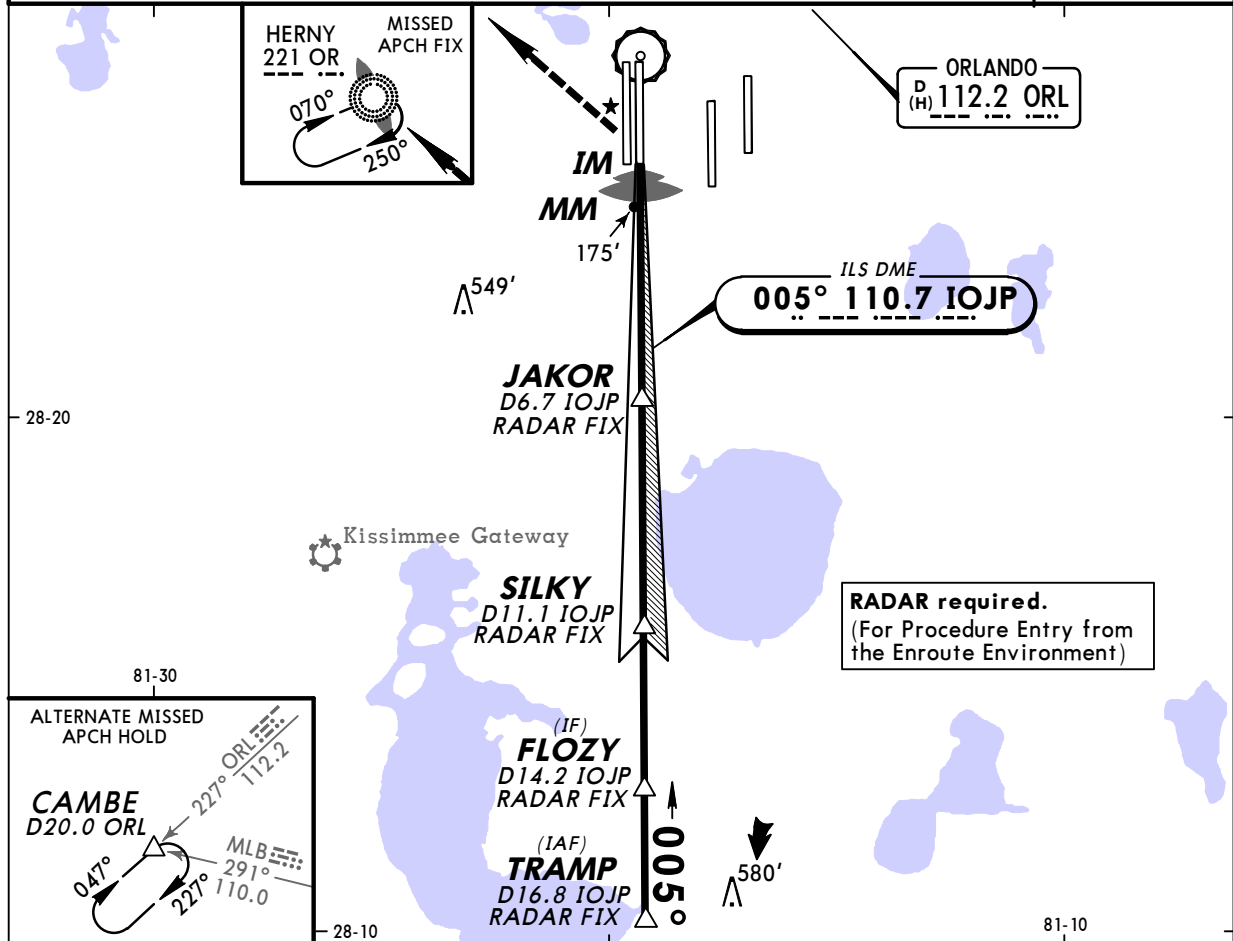 HERNY
221 OR
MISSED
APCH FIX
070°
250°
ORLANDO
D
(H) 112.2 ORL
IM
MM
175'
549'
ILS DME
005° 110.7 IOJP
JAKOR
D6.7 IOJP
RADAR FIX
28-20
Kissimmee Gateway
SILKY
D11.1 IOJP
RADAR FIX
RADAR required.
(For Procedure Entry from
the Enroute Environment)
81-30
ALTERNATE MISSED
APCH HOLD
227° ORL
112.2
CAMBE
D20.0 ORL
MLB
291°
110.0
047°
227°
(IF)
FLOZY
D14.2 IOJP
RADAR FIX
(IAF)
TRAMP
D16.8 IOJP
RADAR FIX
005°
580'
28-10
81-10